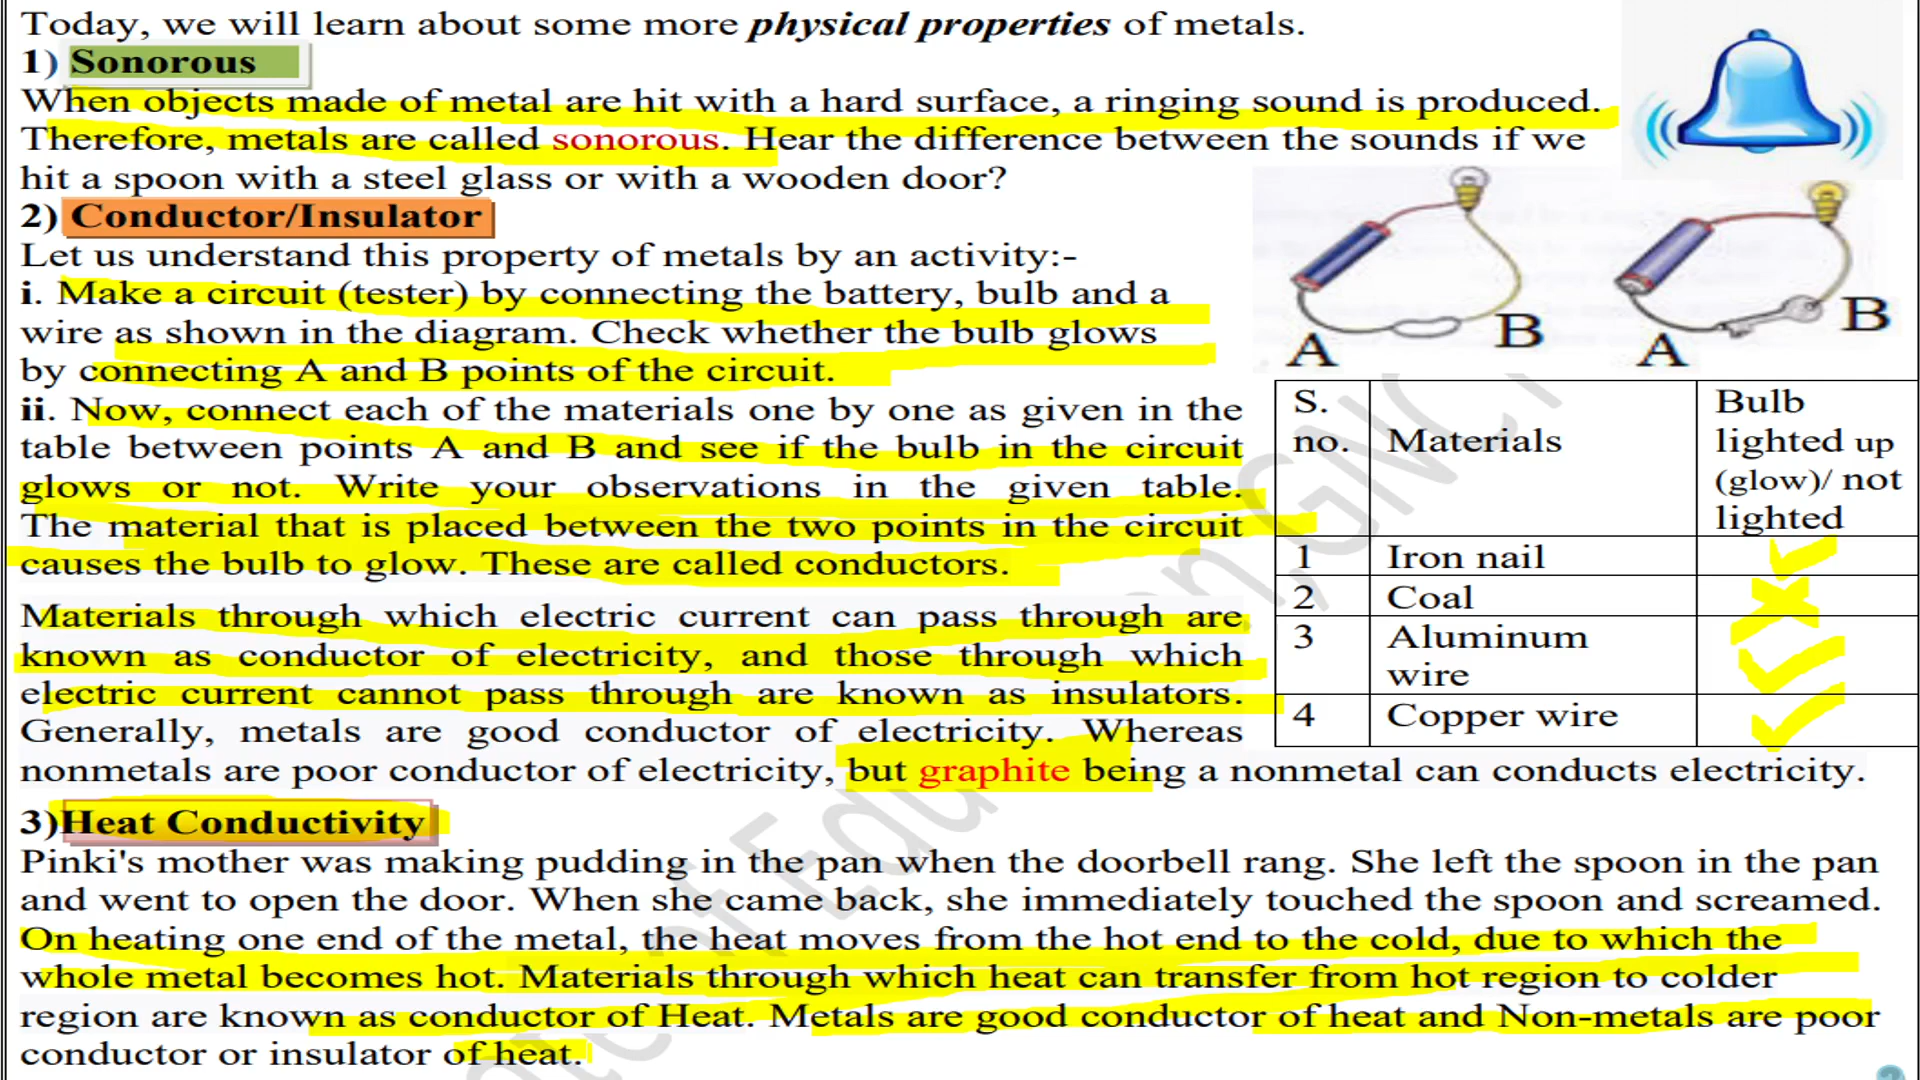 Today, we will learn about some more physical properties of metals.
1) Sonorous
When objects made of metal are hit with a hard surface, a ringing sound is produced.
Therefore, metals are called sonorous. Hear the difference between the sounds if we
hit a spoon with a steel glass or with a wooden door?
2) Conductor/Insulator
Let us understand this property of metals by an activity:-
i. Make a circuit (tester) by connecting the battery, bulb and a
wire as shown in the diagram. Check whether the bulb glows
by connecting A and B points of the circuit.
ii. Now, connect each of the materials one by one as given in the
table between points A and B and see if the bulb in the circuit
glows or not. Write your observations in the given table.
The material that is placed between the two points in the circuit
causes the bulb to glow. These are called conductors.
Materials through which electric current can pass through are
known as conductor of electricity, and those through which
electric current cannot pass through are known as insulators.
Generally, metals are good conductor of electricity. Whereas
nonmetals are poor conductor of electricity, but graphite being a nonmetal can conducts electricity.
A B
A B
S. no. Materials Bulb lighted up (glow)/ not lighted
1 Iron nail
2 Coal
3 Aluminum wire
4 Copper wire
3)Heat Conductivity
Pinki's mother was making pudding in the pan when the doorbell rang. She left the spoon in the pan
and went to open the door. When she came back, she immediately touched the spoon and screamed.
On heating one end of the metal, the heat moves from the hot end to the cold, due to which the
whole metal becomes hot. Materials through which heat can transfer from hot region to colder
region are known as conductor of Heat. Metals are good conductor of heat and Non-metals are poor
conductor or insulator of heat.